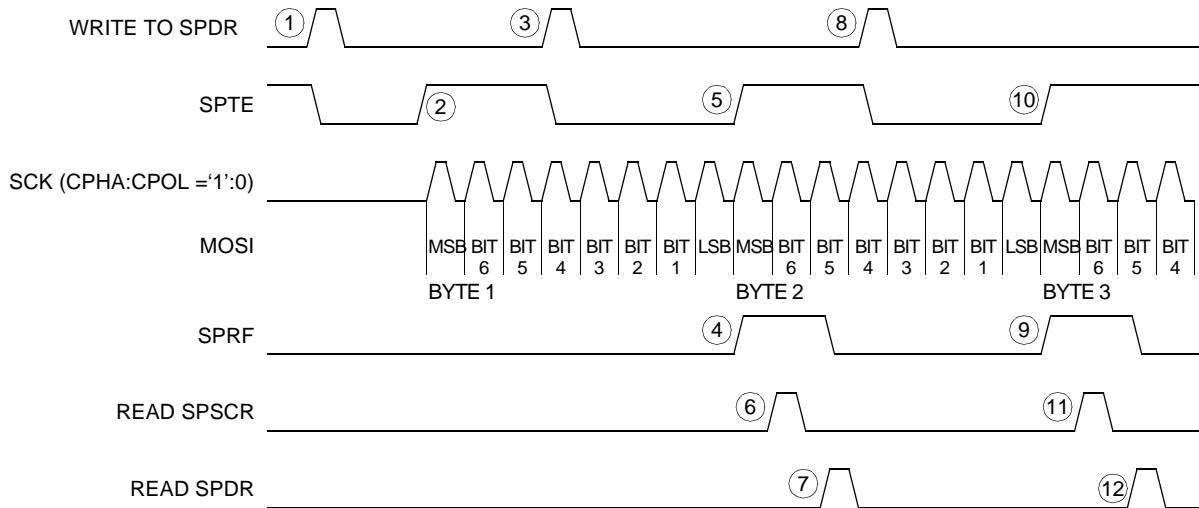 WRITE TO SPDR 1 3 8
SPTE 2 5 10
SCK (CPHA:CPOL =‘1’:0)
MOSI MSB BIT 6 BIT 5 BIT 4 BIT 3 BIT 2 BIT 1 LSB MSB BIT 6 BIT 5 BIT 4 BIT 3 BIT 2 BIT 1 LSB MSB BIT 6 BIT 5 BIT 4
BYTE 1 BYTE 2 BYTE 3
SPRF 4 9
READ SPSCR 6 11
READ SPDR 7 12